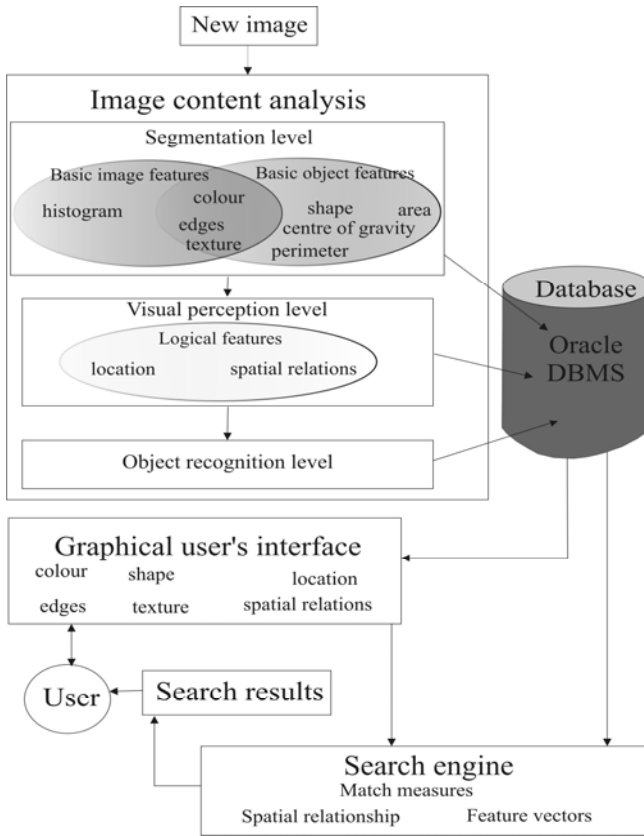 New image
Image content analysis
Segmentation level
Basic image features
Basic object features
histogram
colour
edges
texture
shape
area
centre of gravity
perimeter
Visual perception level
Logical features
location
spatial relations
Object recognition level
Database
Oracle
DBMS
Graphical user's interface
colour
shape
location
edges
texture
spatial relations
User
Search results
Search engine
Match measures
Spatial relationship
Feature vectors